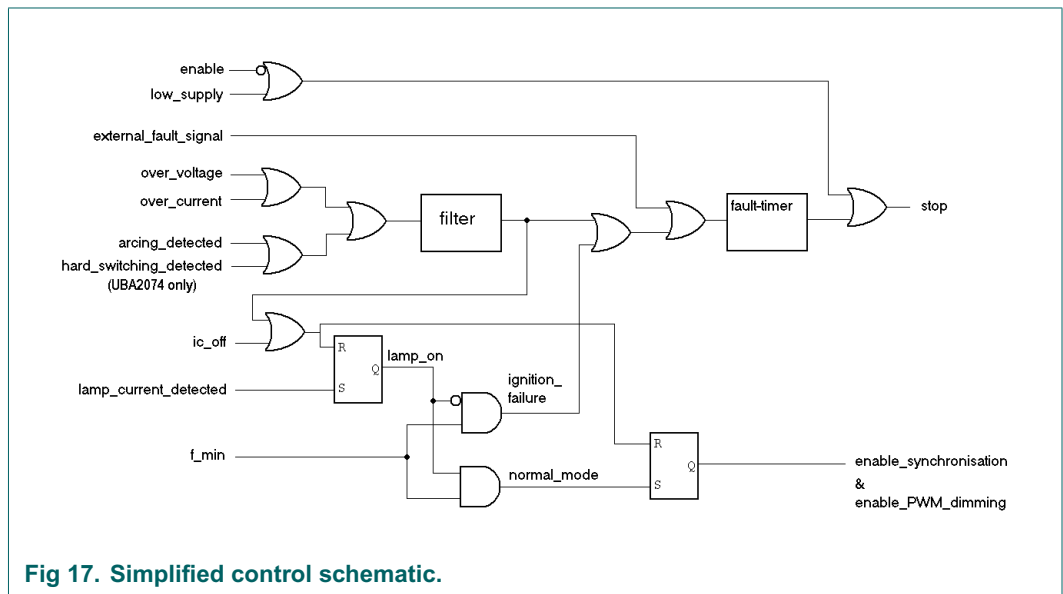 enable
low_supply
external_fault_signal
over_voltage
over_current
filter
fault-timer
stop
arcing_detected
hard_switching_detected
(UBA2074 only)
ic_off
R
Q
S
lamp_on
lamp_current_detected
ignition_
failure
f_min
normal_mode
R
Q
S
enable_synchronisation
&
enable_PWM_dimming
Fig 17. Simplified control schematic.